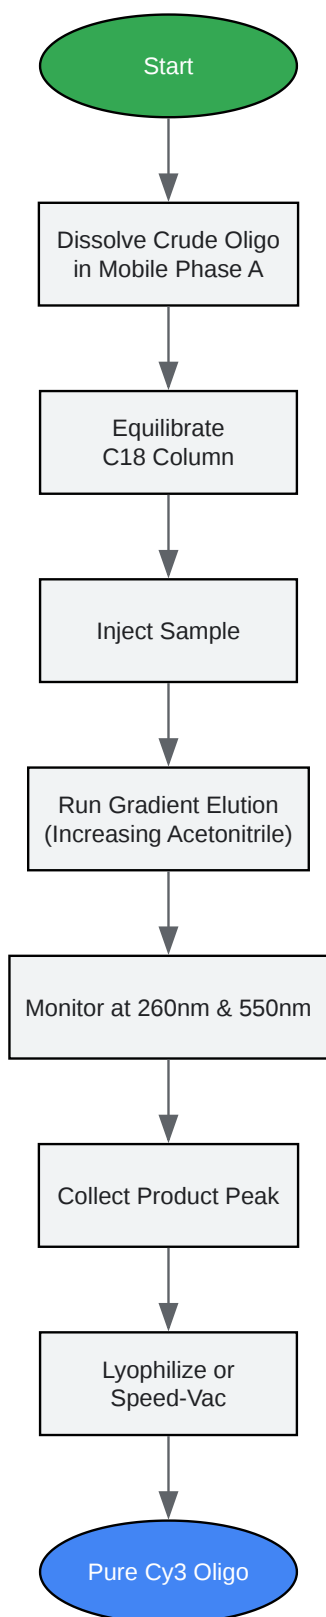 Start
Dissolve Crude Oligo
in Mobile Phase A
Equilibrate
C18 Column
Inject Sample
Run Gradient Elution
(Increasing Acetonitrile)
Monitor at 260nm & 550nm
Collect Product Peak
Lyophilize or
Speed-Vac
Pure Cy3 Oligo